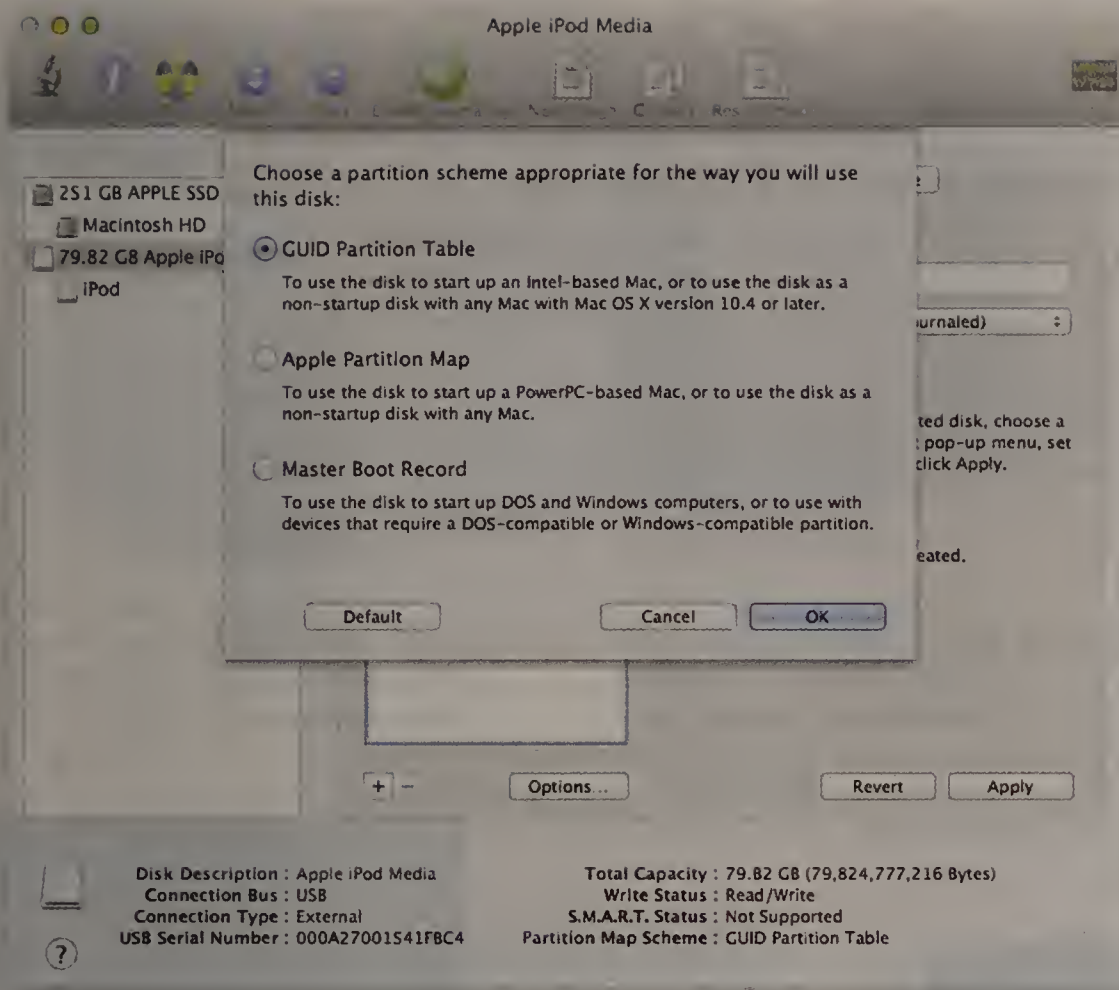 Apple iPod Media
251 GB APPLE SSD
Macintosh HD
79.82 GB Apple iPo
iPod
Choose a partition scheme appropriate for the way you will use
this disk:
GUID Partition Table
To use the disk to start up an Intel-based Mac, or to use the disk as a
non-startup disk with any Mac with Mac OS X version 10.4 or later.
Apple Partition Map
To use the disk to start up a PowerPC-based Mac, or to use the disk as a
non-startup disk with any Mac.
Master Boot Record
To use the disk to start up DOS and Windows computers, or to use with
devices that require a DOS-compatible or Windows-compatible partition.
Default
Cancel
OK
urnaled)
ted disk, choose a
pop-up menu, set
click Apply.
eated.
+ -
Options...
Revert
Apply
Disk Description : Apple iPod Media
Connection Bus : USB
Connection Type : External
USB Serial Number : 000A27001541FBC4
Total Capacity : 79.82 GB (79,824,777,216 Bytes)
Write Status : Read/Write
S.M.A.R.T. Status : Not Supported
Partition Map Scheme : GUID Partition Table
?